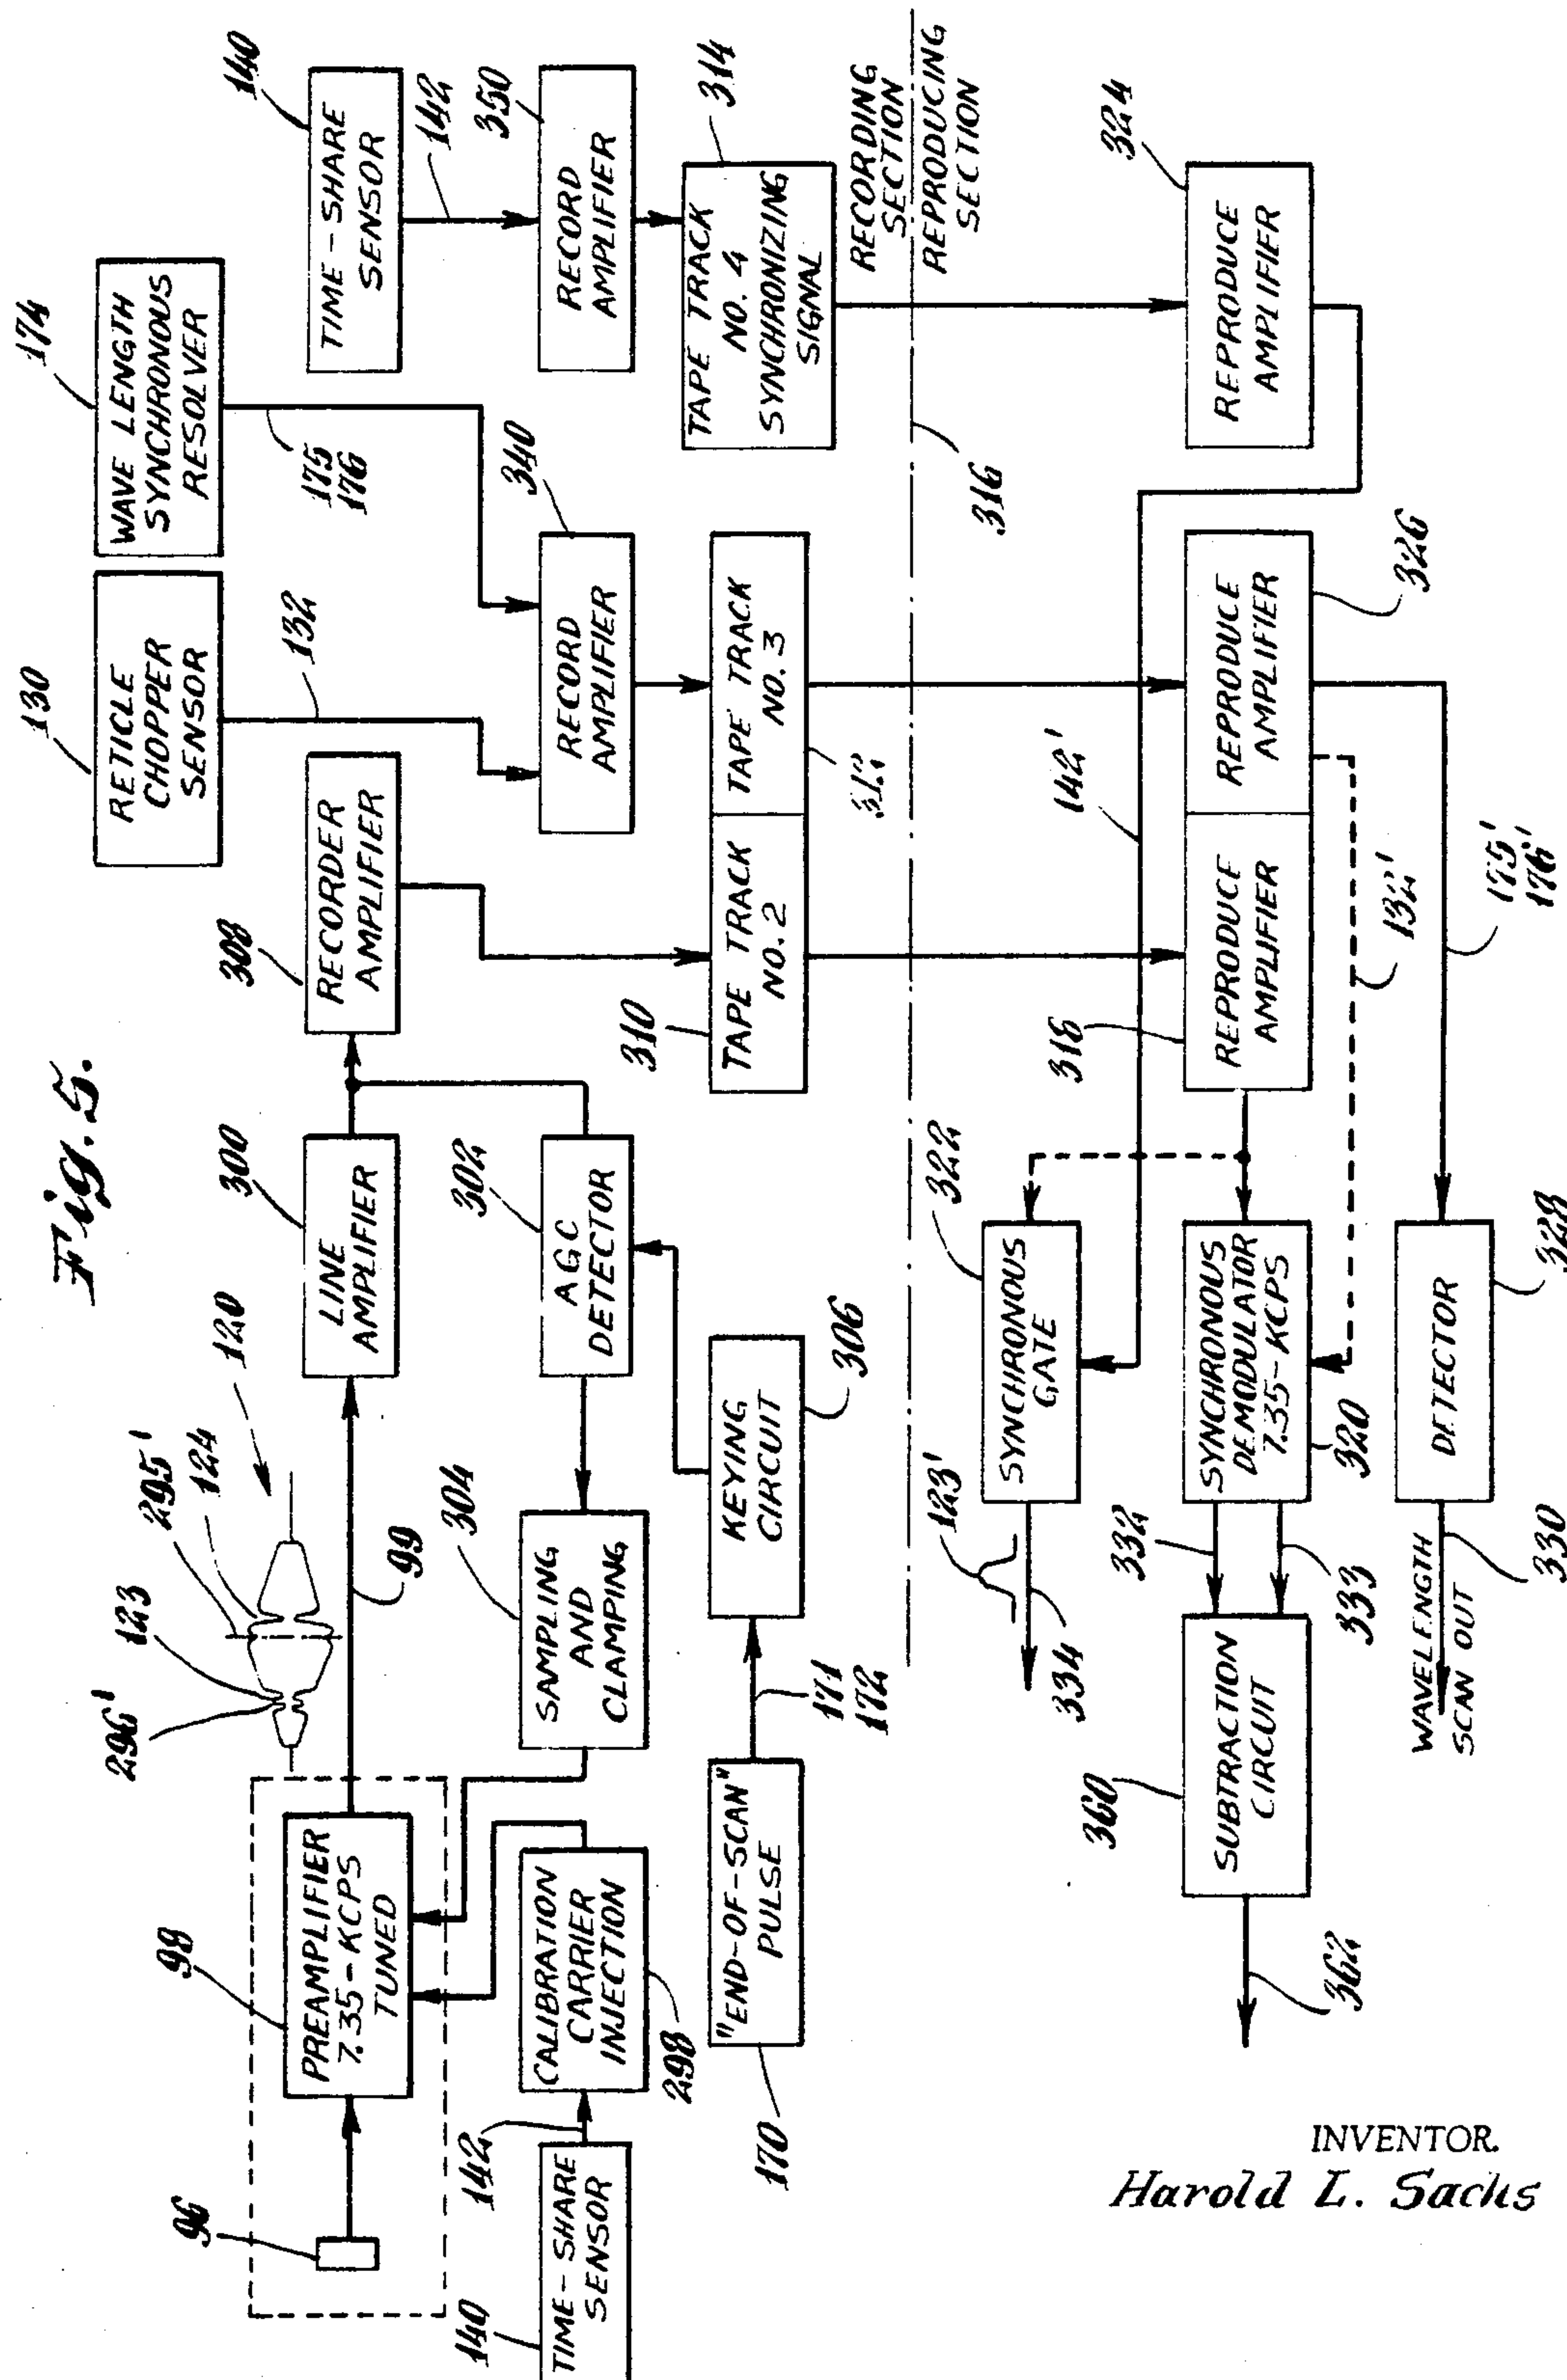 Fig. 5.
174
WAVE LENGTH
SYNCHRONOUS
RESOLVER
130
RETICLE
CHOPPER
SENSOR
140
TIME-SHARE
SENSOR
132
175
176
142
308
RECORDER
AMPLIFIER
340
RECORD
AMPLIFIER
350
RECORD
AMPLIFIER
310
TAPE TRACK
NO. 2
TAPE TRACK
NO. 3
312
TAPE TRACK
NO. 4
SYNCHRONIZING
SIGNAL
314
RECORDING
SECTION
REPRODUCING
SECTION
316
96
98
PREAMPLIFIER
7.35-KCPS
TUNED
296'
123
295'
124
120
99
300
LINE
AMPLIFIER
140
TIME-SHARE
SENSOR
142
CALIBRATION
CARRIER
INJECTION
298
304
SAMPLING
AND
CLAMPING
302
AGC
DETECTOR
170
"END-OF-SCAN"
PULSE
171
172
KEYING
CIRCUIT
306
334
123'
SYNCHRONOUS
GATE
322
142'
362
360
SUBTRACTION
CIRCUIT
332
333
SYNCHRONOUS
DEMODULATOR
7.35-KCPS
320
318
REPRODUCE
AMPLIFIER
REPRODUCE
AMPLIFIER
326
REPRODUCE
AMPLIFIER
324
132'
WAVELENGTH
SCAN OUT
330
DETECTOR
328
175'
176'
INVENTOR.
Harold L. Sachs